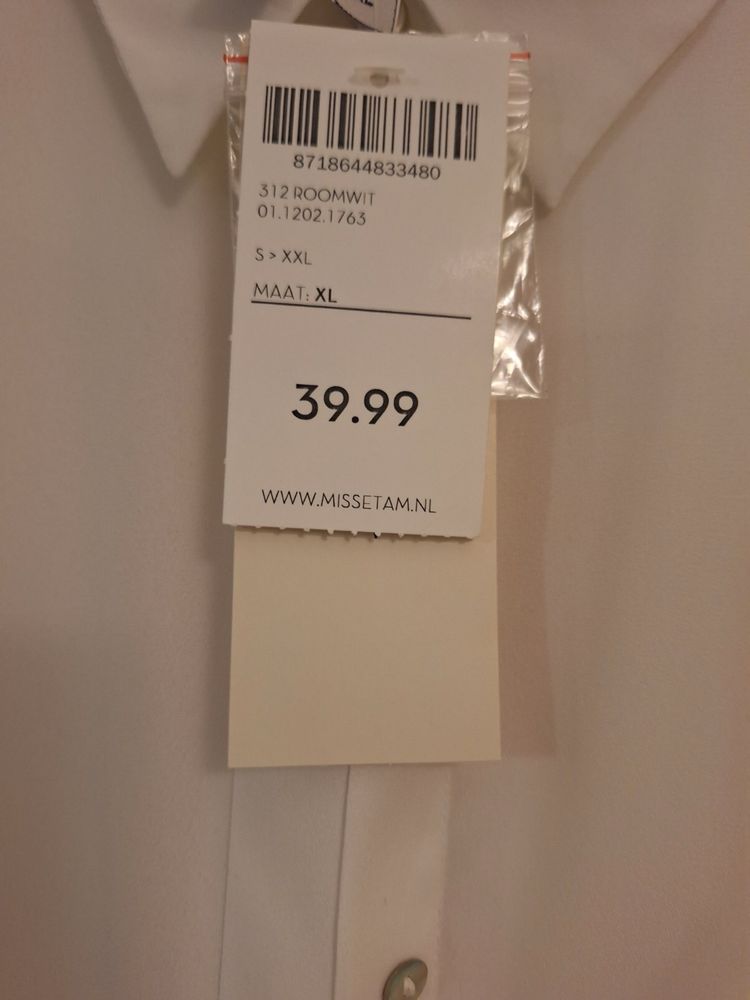 8718644833480
312 ROOMWIT
01.1202.1763
S > XXL
MAAT: XL
39.99
WWW.MISSETAM.NL